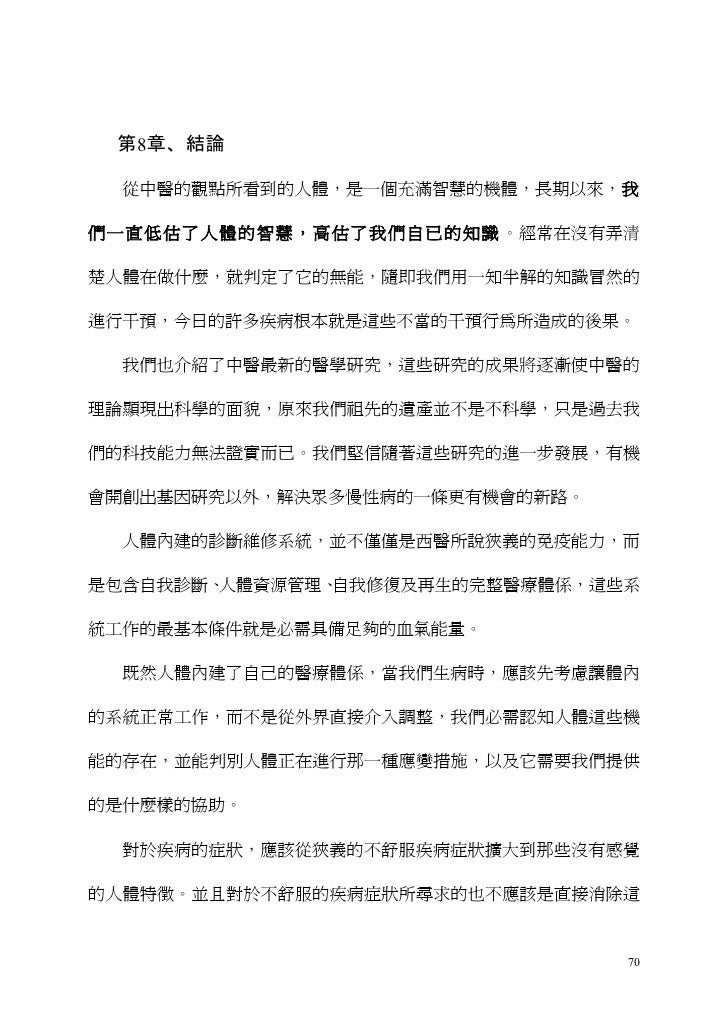 第8章、結論
從中醫的觀點所看到的人體，是一個充滿智慧的機體，長期以來，我
們一直低估了人體的智慧，高估了我們自已的知識。經常在沒有弄清
楚人體在做什麼，就判定了它的無能，隨即我們用一知半解的知識冒然的
進行干預，今日的許多疾病根本就是這些不當的干預行為所造成的後果。
我們也介紹了中醫最新的醫學研究，這些研究的成果將逐漸使中醫的
理論顯現出科學的面貌，原來我們祖先的遺產並不是不科學，只是過去我
們的科技能力無法證實而已。我們堅信隨著這些研究的進一步發展，有機
會開創出基因研究以外，解決眾多慢性病的一條更有機會的新路。
人體內建的診斷維修系統，並不僅僅是西醫所說狹義的免疫能力，而
是包含自我診斷、人體資源管理、自我修復及再生的完整醫療體係，這些系
統工作的最基本條件就是必需具備足夠的血氣能量。
既然人體內建了自己的醫療體係，當我們生病時，應該先考慮讓體內
的系統正常工作，而不是從外界直接介入調整，我們必需認知人體這些機
能的存在，並能判別人體正在進行那一種應變措施，以及它需要我們提供
的是什麼樣的協助。
對於疾病的症狀，應該從狹義的不舒服疾病症狀擴大到那些沒有感覺
的人體特徵。並且對於不舒服的疾病症狀所尋求的也不應該是直接消除這
70